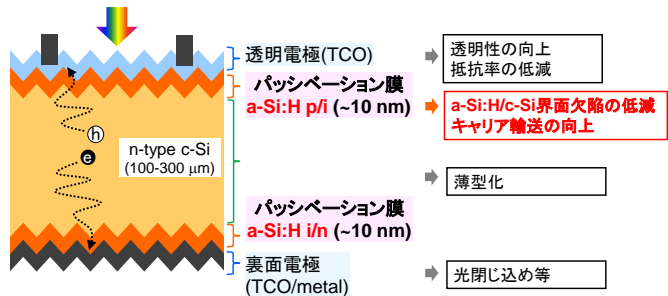 透明電極(TCO)
透明性の向上
抵抗率の低減
パッシベーション膜
a-Si:H p/i (~10 nm)
a-Si:H/c-Si界面欠陥の低減
キャリア輸送の向上
h
e
n-type c-Si
(100-300 μm)
薄型化
パッシベーション膜
a-Si:H i/n (~10 nm)
裏面電極
(TCO/metal)
光閉じ込め等